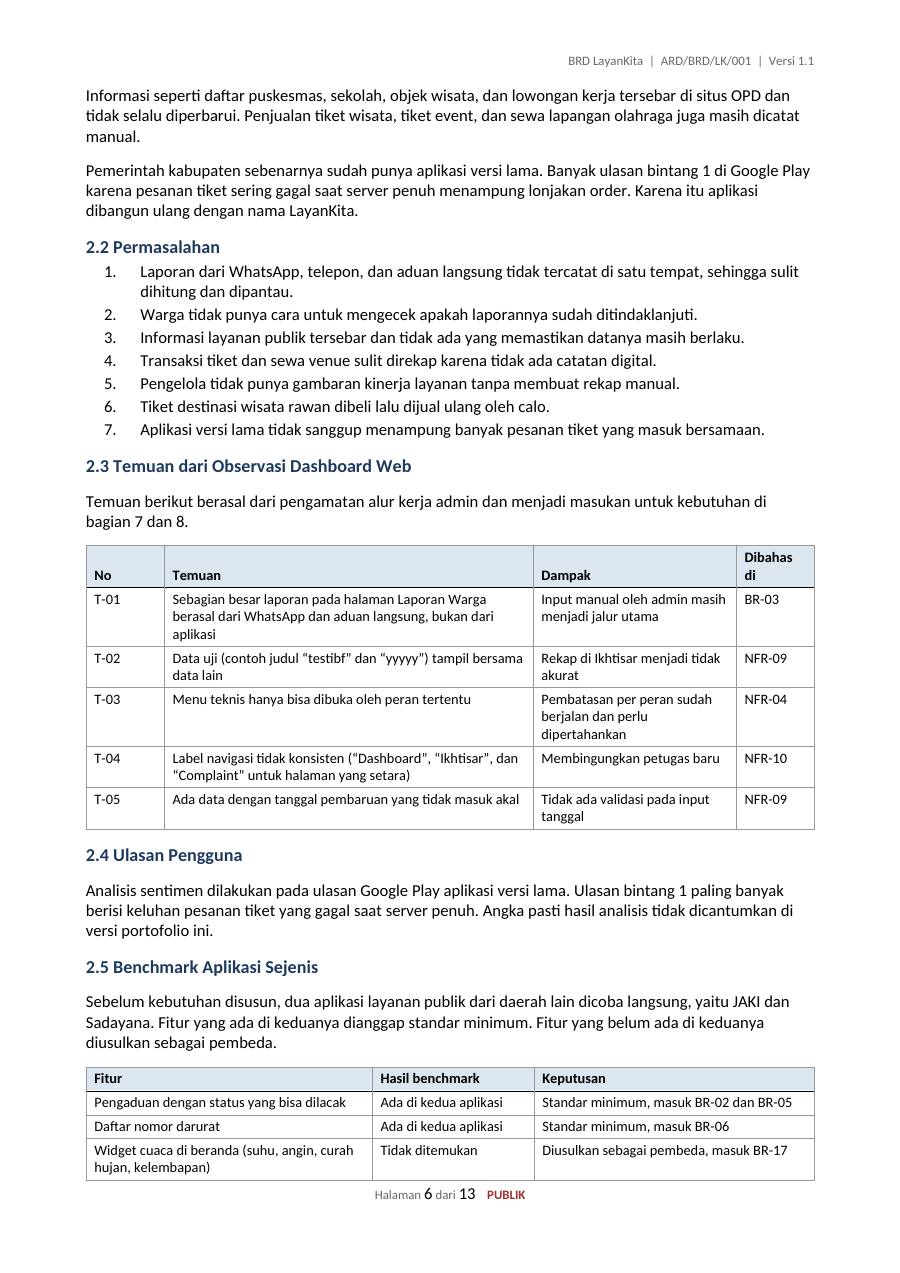 BRD LayanKita | ARD/BRD/LK/001 | Versi 1.1
Informasi seperti daftar puskesmas, sekolah, objek wisata, dan lowongan kerja tersebar di situs OPD dan
tidak selalu diperbarui. Penjualan tiket wisata, tiket event, dan sewa lapangan olahraga juga masih dicatat
manual.
Pemerintah kabupaten sebenarnya sudah punya aplikasi versi lama. Banyak ulasan bintang 1 di Google Play
karena pesanan tiket sering gagal saat server penuh menampung lonjakan order. Karena itu aplikasi
dibangun ulang dengan nama LayanKita.
2.2 Permasalahan
1. Laporan dari WhatsApp, telepon, dan aduan langsung tidak tercatat di satu tempat, sehingga sulit
dihitung dan dipantau.
2. Warga tidak punya cara untuk mengecek apakah laporannya sudah ditindaklanjuti.
3. Informasi layanan publik tersebar dan tidak ada yang memastikan datanya masih berlaku.
4. Transaksi tiket dan sewa venue sulit direkap karena tidak ada catatan digital.
5. Pengelola tidak punya gambaran kinerja layanan tanpa membuat rekap manual.
6. Tiket destinasi wisata rawan dibeli lalu dijual ulang oleh calo.
7. Aplikasi versi lama tidak sanggup menampung banyak pesanan tiket yang masuk bersamaan.
2.3 Temuan dari Observasi Dashboard Web
Temuan berikut berasal dari pengamatan alur kerja admin dan menjadi masukan untuk kebutuhan di
bagian 7 dan 8.
No Temuan Dampak Dibahas
di
T-01 Sebagian besar laporan pada halaman Laporan Warga Input manual oleh admin masih BR-03
berasal dari WhatsApp dan aduan langsung, bukan dari menjadi jalur utama
aplikasi
T-02 Data uji (contoh judul “testibf” dan “yyyyy”) tampil bersama Rekap di Ikhtisar menjadi tidak NFR-09
data lain akurat
T-03 Menu teknis hanya bisa dibuka oleh peran tertentu Pembatasan per peran sudah NFR-04
berjalan dan perlu
dipertahankan
T-04 Label navigasi tidak konsisten (“Dashboard”, “Ikhtisar”, dan Membingungkan petugas baru NFR-10
“Complaint” untuk halaman yang setara)
T-05 Ada data dengan tanggal pembaruan yang tidak masuk akal Tidak ada validasi pada input NFR-09
tanggal
2.4 Ulasan Pengguna
Analisis sentimen dilakukan pada ulasan Google Play aplikasi versi lama. Ulasan bintang 1 paling banyak
berisi keluhan pesanan tiket yang gagal saat server penuh. Angka pasti hasil analisis tidak dicantumkan di
versi portofolio ini.
2.5 Benchmark Aplikasi Sejenis
Sebelum kebutuhan disusun, dua aplikasi layanan publik dari daerah lain dicoba langsung, yaitu JAKI dan
Sadayana. Fitur yang ada di keduanya dianggap standar minimum. Fitur yang belum ada di keduanya
diusulkan sebagai pembeda.
Fitur Hasil benchmark Keputusan
Pengaduan dengan status yang bisa dilacak Ada di kedua aplikasi Standar minimum, masuk BR-02 dan BR-05
Daftar nomor darurat Ada di kedua aplikasi Standar minimum, masuk BR-06
Widget cuaca di beranda (suhu, angin, curah Tidak ditemukan Diusulkan sebagai pembeda, masuk BR-17
hujan, kelembapan)
Halaman 6 dari 13 PUBLIK